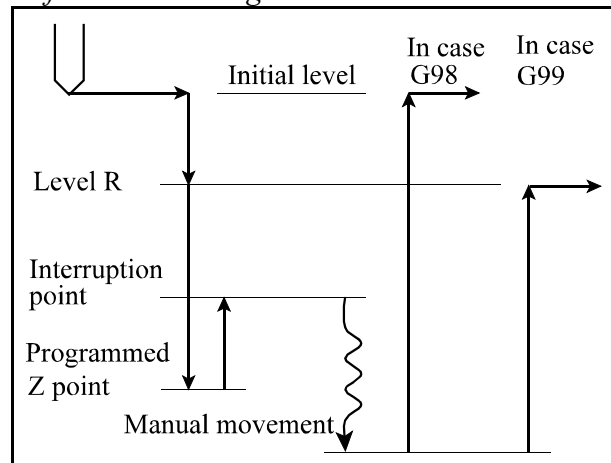 In case
G98
In case
G99
Initial level
Level R
Interruption
point
Programmed
Z point
Manual movement